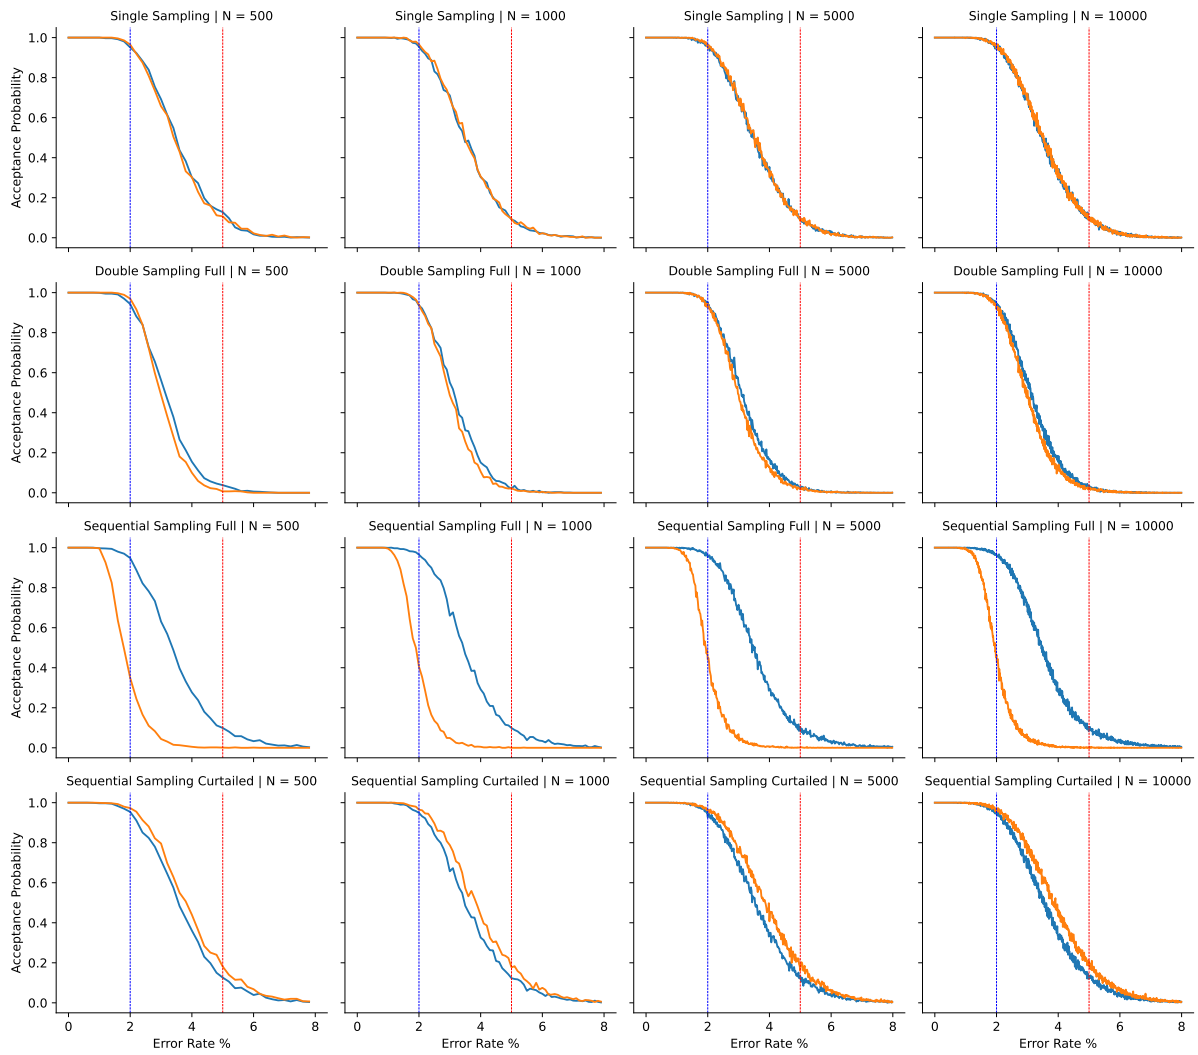 Single Sampling | N = 500
Single Sampling | N = 1000
Single Sampling | N = 5000
Single Sampling | N = 10000
Acceptance Probability
1.0
0.8
0.6
0.4
0.2
0.0
Double Sampling Full | N = 500
Double Sampling Full | N = 1000
Double Sampling Full | N = 5000
Double Sampling Full | N = 10000
Acceptance Probability
1.0
0.8
0.6
0.4
0.2
0.0
Sequential Sampling Full | N = 500
Sequential Sampling Full | N = 1000
Sequential Sampling Full | N = 5000
Sequential Sampling Full | N = 10000
Acceptance Probability
1.0
0.8
0.6
0.4
0.2
0.0
Sequential Sampling Curtailed | N = 500
Sequential Sampling Curtailed | N = 1000
Sequential Sampling Curtailed | N = 5000
Sequential Sampling Curtailed | N = 10000
Acceptance Probability
1.0
0.8
0.6
0.4
0.2
0.0
0 2 4 6 8
0 2 4 6 8
0 2 4 6 8
0 2 4 6 8
Error Rate %
Error Rate %
Error Rate %
Error Rate %